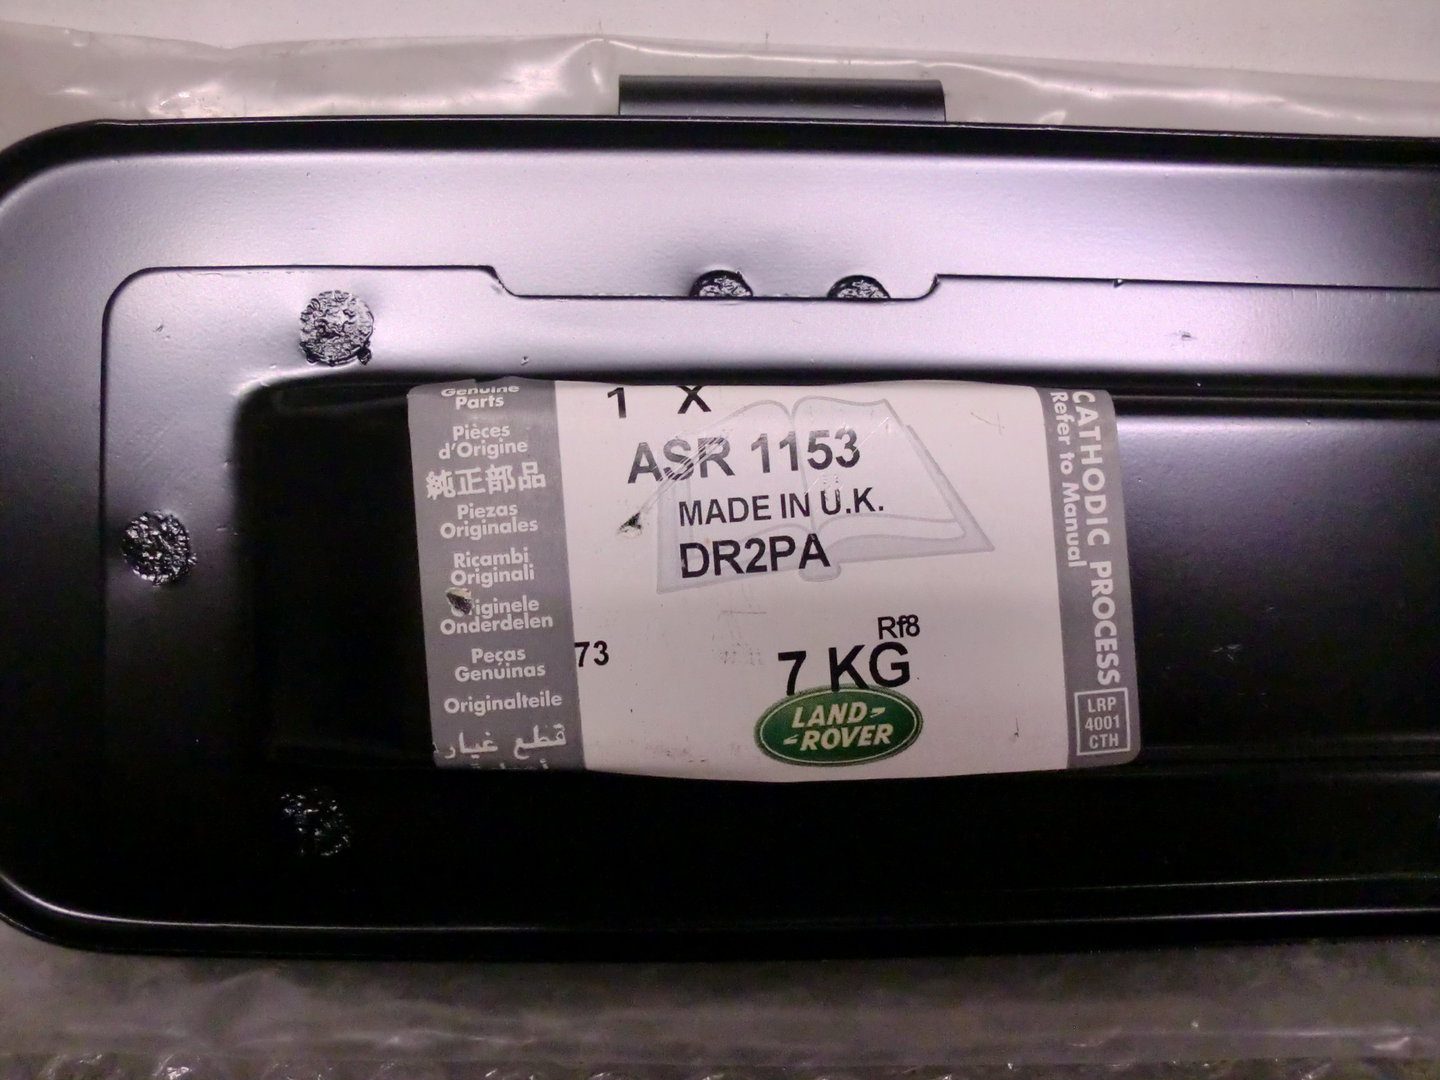 Genuine
Parts
Pièces
d'Origine
純正部品
Piezas
Originales
Ricambi
Originali
Originele
Onderdelen
Peças
Genuinas
Originalteile
قطع غيار
1 X
ASR 1153
MADE IN U.K.
DR2PA
73
Rf8
7 KG
LAND-
-ROVER
CATHODIC PROCESS
Refer to Manual
LRP
4001
CTH